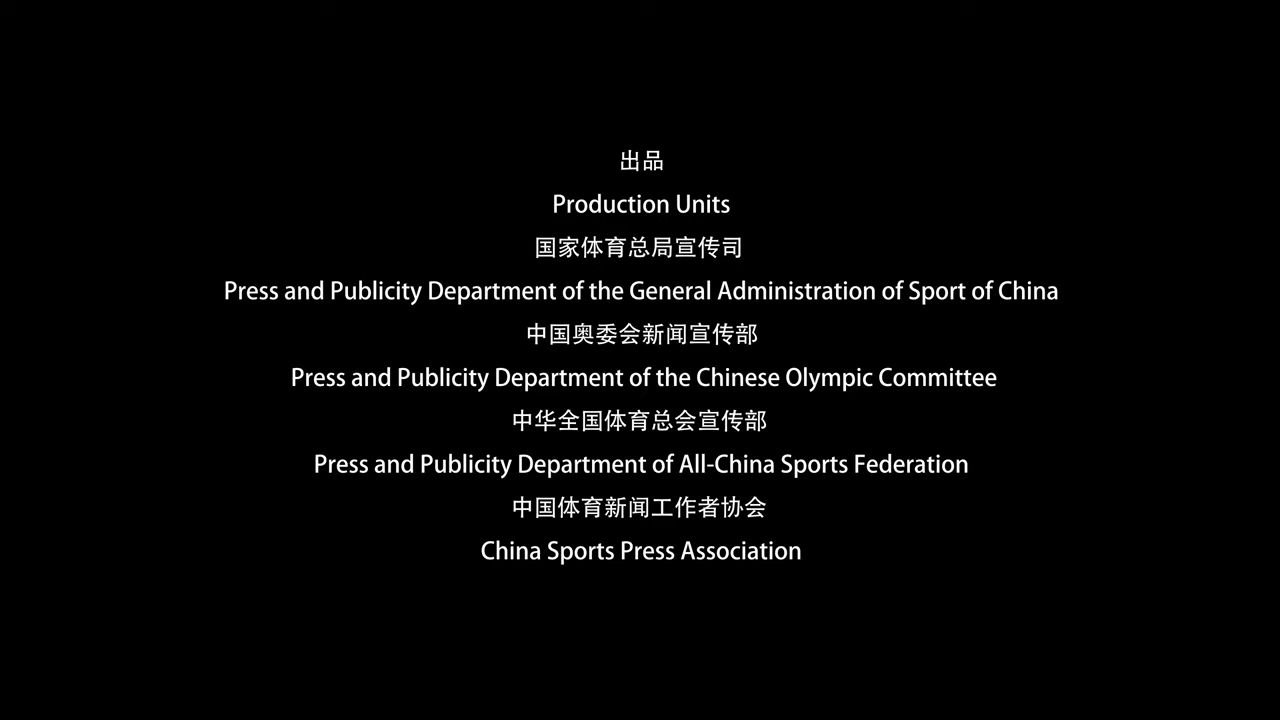 出品
Production Units
国家体育总局宣传司
Press and Publicity Department of the General Administration of Sport of China
中国奥委会新闻宣传部
Press and Publicity Department of the Chinese Olympic Committee
中华全国体育总会宣传部
Press and Publicity Department of All-China Sports Federation
中国体育新闻工作者协会
China Sports Press Association